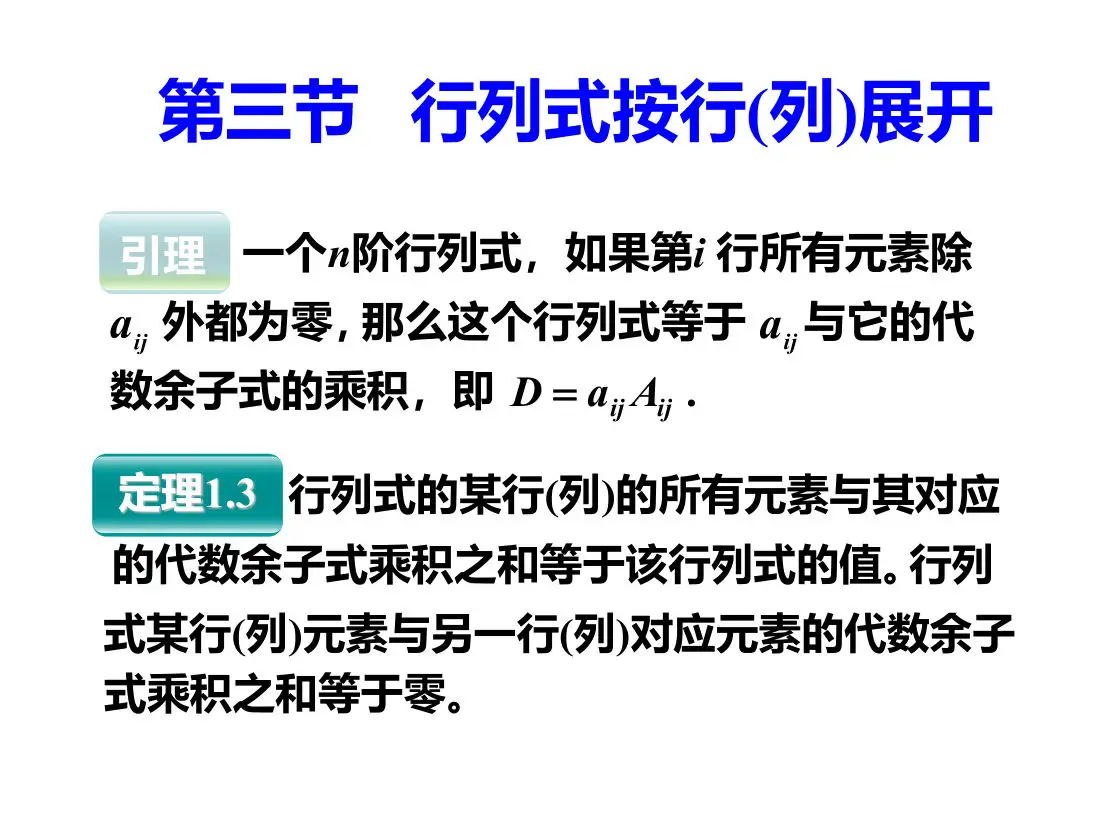 第三节 行列式按行(列)展开
引理 一个n阶行列式，如果第i 行所有元素除
aij 外都为零，那么这个行列式等于 aij 与它的代
数余子式的乘积，即 D = aij Aij .
定理1.3 行列式的某行(列)的所有元素与其对应
的代数余子式乘积之和等于该行列式的值。行列
式某行(列)元素与另一行(列)对应元素的代数余子
式乘积之和等于零。